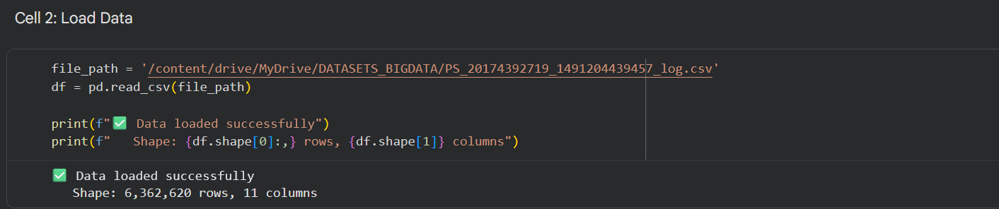 Cell 2: Load Data
file_path = '/content/drive/MyDrive/DATASETS_BIGDATA/PS_20174392719_1491204439457_log.csv'
df = pd.read_csv(file_path)
print(f"✅ Data loaded successfully")
print(f"   Shape: {df.shape[0]:,} rows, {df.shape[1]} columns")
✅ Data loaded successfully
   Shape: 6,362,620 rows, 11 columns